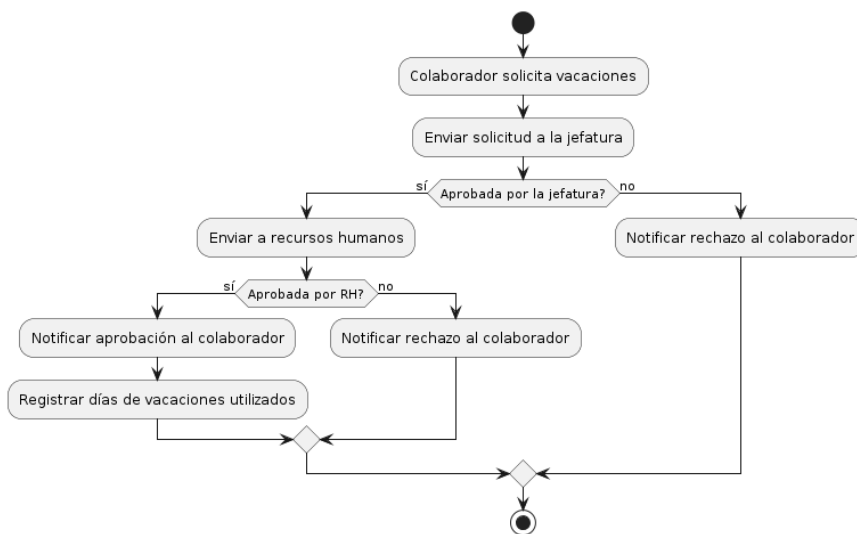 Colaborador solicita vacaciones
Enviar solicitud a la jefatura
sí
Aprobada por la jefatura?
no
Enviar a recursos humanos
Notificar rechazo al colaborador
sí
Aprobada por RH?
no
Notificar aprobación al colaborador
Notificar rechazo al colaborador
Registrar días de vacaciones utilizados